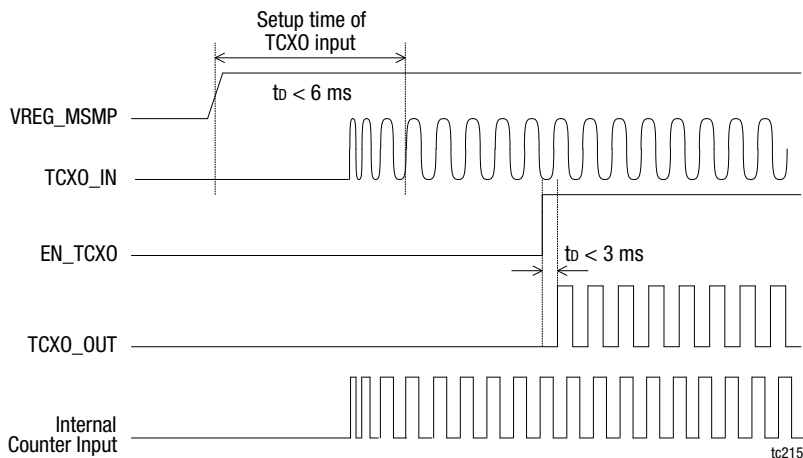 Setup time of
TCXO input
tD < 6 ms
VREG_MSMP
TCXO_IN
EN_TCXO
tD < 3 ms
TCXO_OUT
Internal
Counter Input
tc215